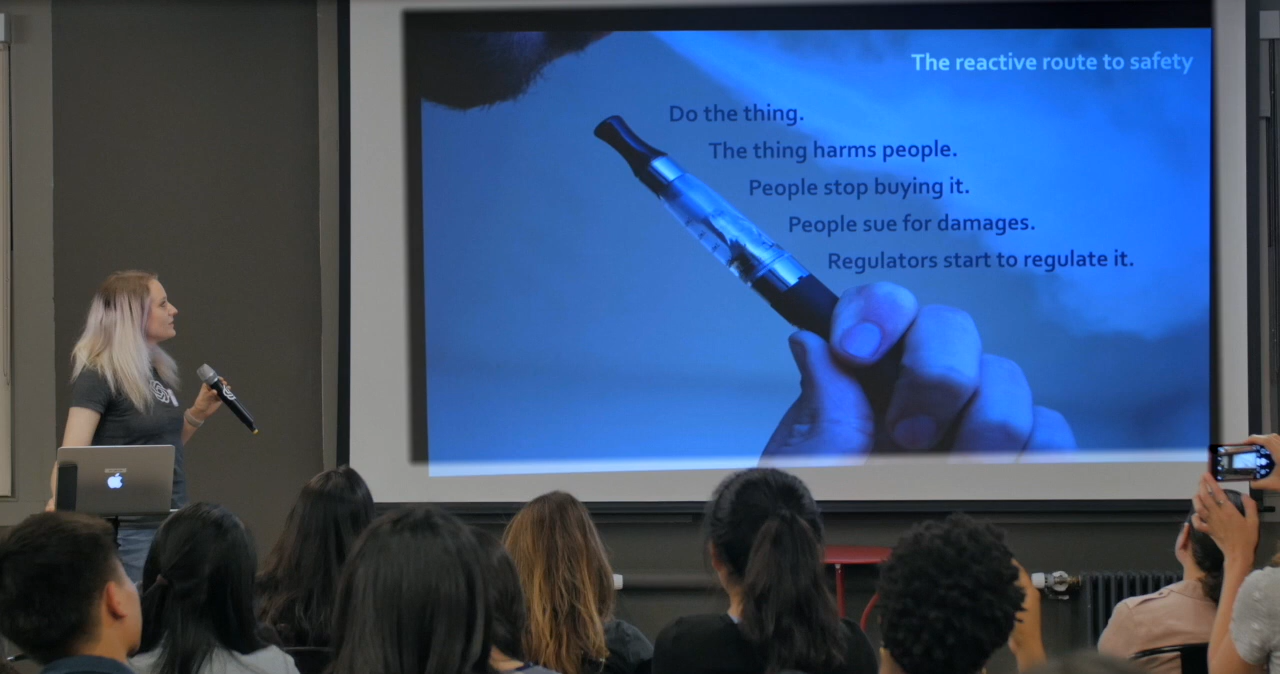 The reactive route to safety
Do the thing.
The thing harms people.
People stop buying it.
People sue for damages.
Regulators start to regulate it.